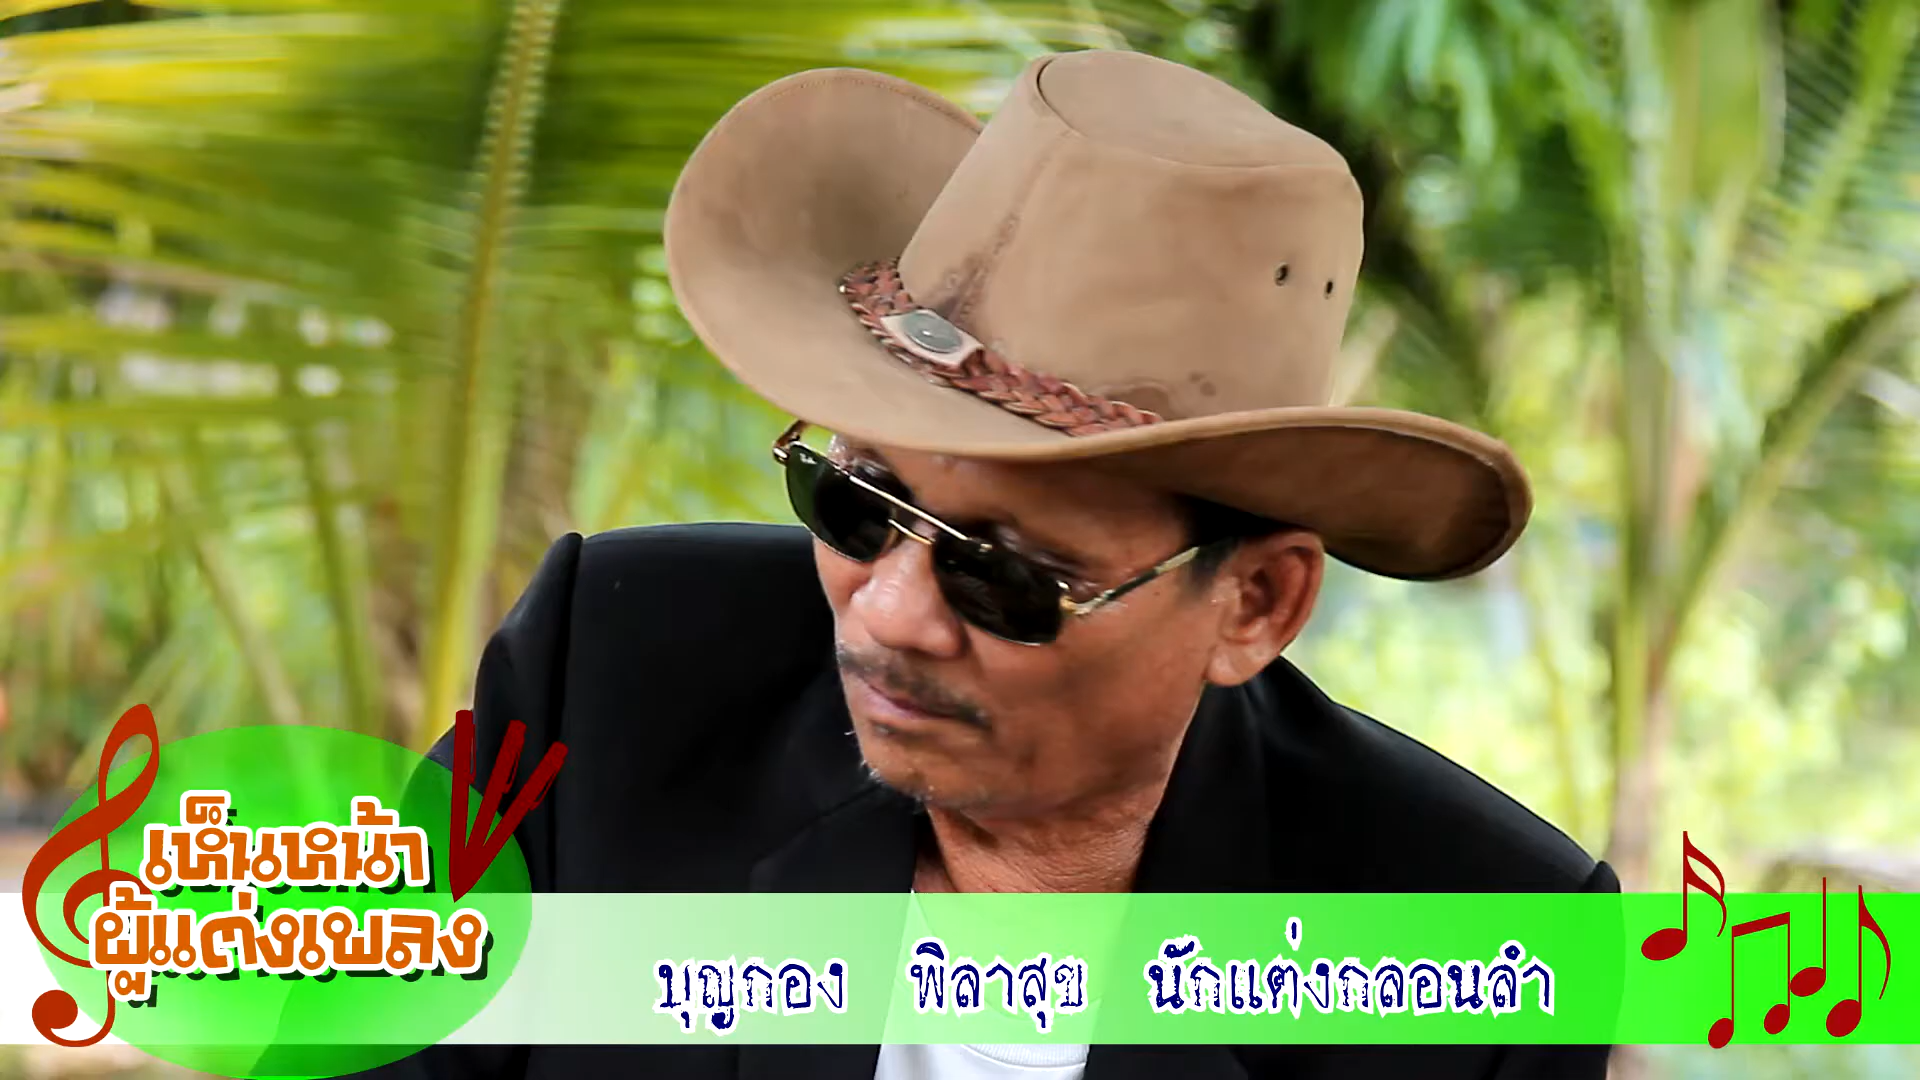 เห็นหน้า
ผู้แต่งเพลง
บุญกอง พิลาสุข นักแต่งกลอนลำ